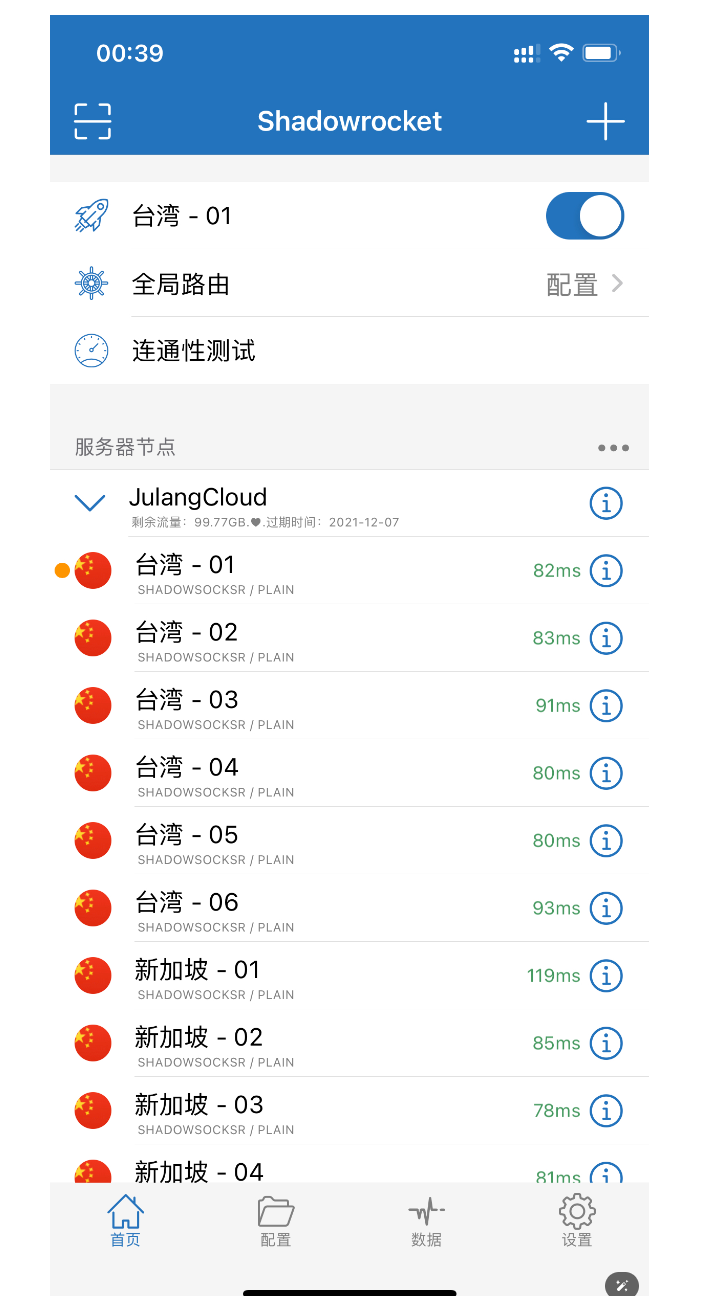 00:39
Shadowrocket
台湾 - 01
全局路由 配置
连通性测试
服务器节点
JulangCloud
剩余流量：99.77GB.♥.过期时间：2021-12-07
台湾 - 01 82ms
SHADOWSOCKSR / PLAIN
台湾 - 02 83ms
SHADOWSOCKSR / PLAIN
台湾 - 03 91ms
SHADOWSOCKSR / PLAIN
台湾 - 04 80ms
SHADOWSOCKSR / PLAIN
台湾 - 05 80ms
SHADOWSOCKSR / PLAIN
台湾 - 06 93ms
SHADOWSOCKSR / PLAIN
新加坡 - 01 119ms
SHADOWSOCKSR / PLAIN
新加坡 - 02 85ms
SHADOWSOCKSR / PLAIN
新加坡 - 03 78ms
SHADOWSOCKSR / PLAIN
新加坡 - 04 81ms
首页 配置 数据 设置